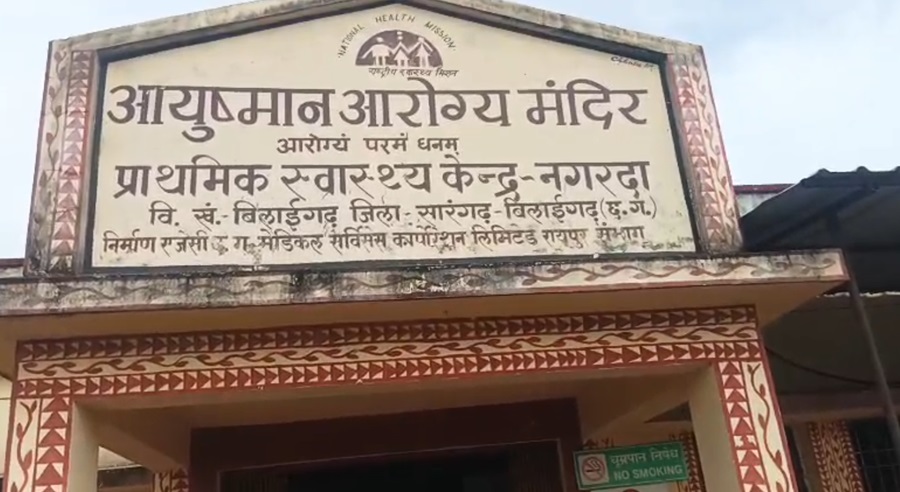 NATIONAL HEALTH MISSION
राष्ट्रीय स्वास्थ्य मिशन
आयुष्मान आरोग्य मंदिर
आरोग्यं परमं धनम्
प्राथमिक स्वास्थ्य केन्द्र-नगरदा
वि. खं.-बिलाईगढ़ जिला- सारंगढ़-बिलाईगढ़(छ.ग.)
निर्माण एजेंसी छ ग मेडिकल सर्विसेस कार्पोरेशन लिमिटेड रायपुर संभाग
धूम्रपान निषेध
NO SMOKING